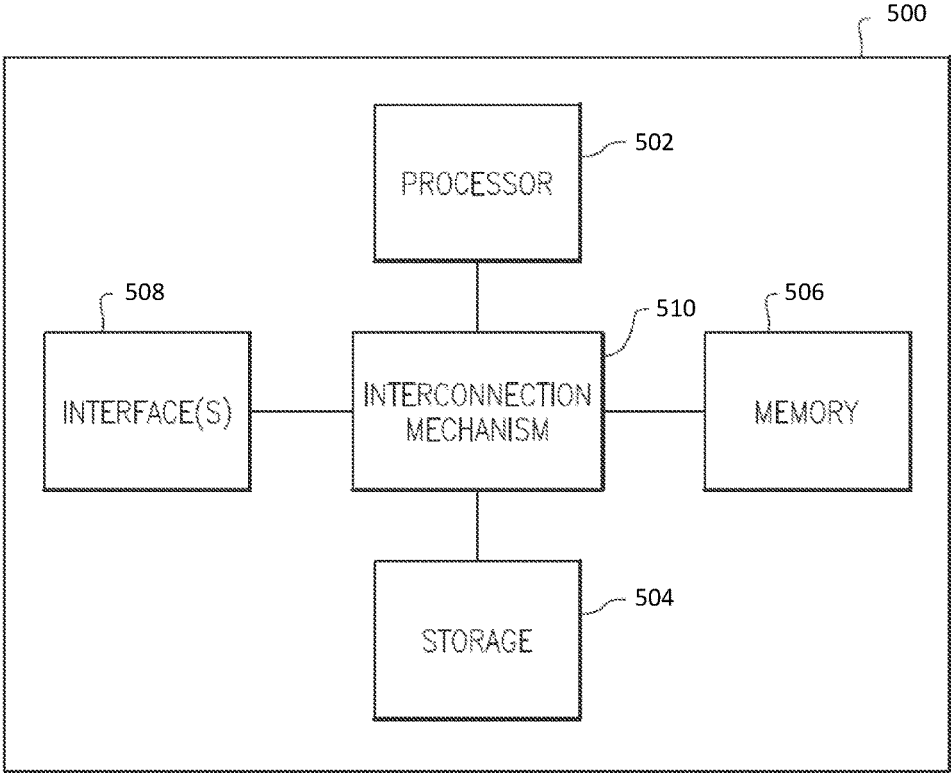 500
502
PROCESSOR
508
510
506
INTERFACE(S)
INTERCONNECTION
MECHANISM
MEMORY
504
STORAGE